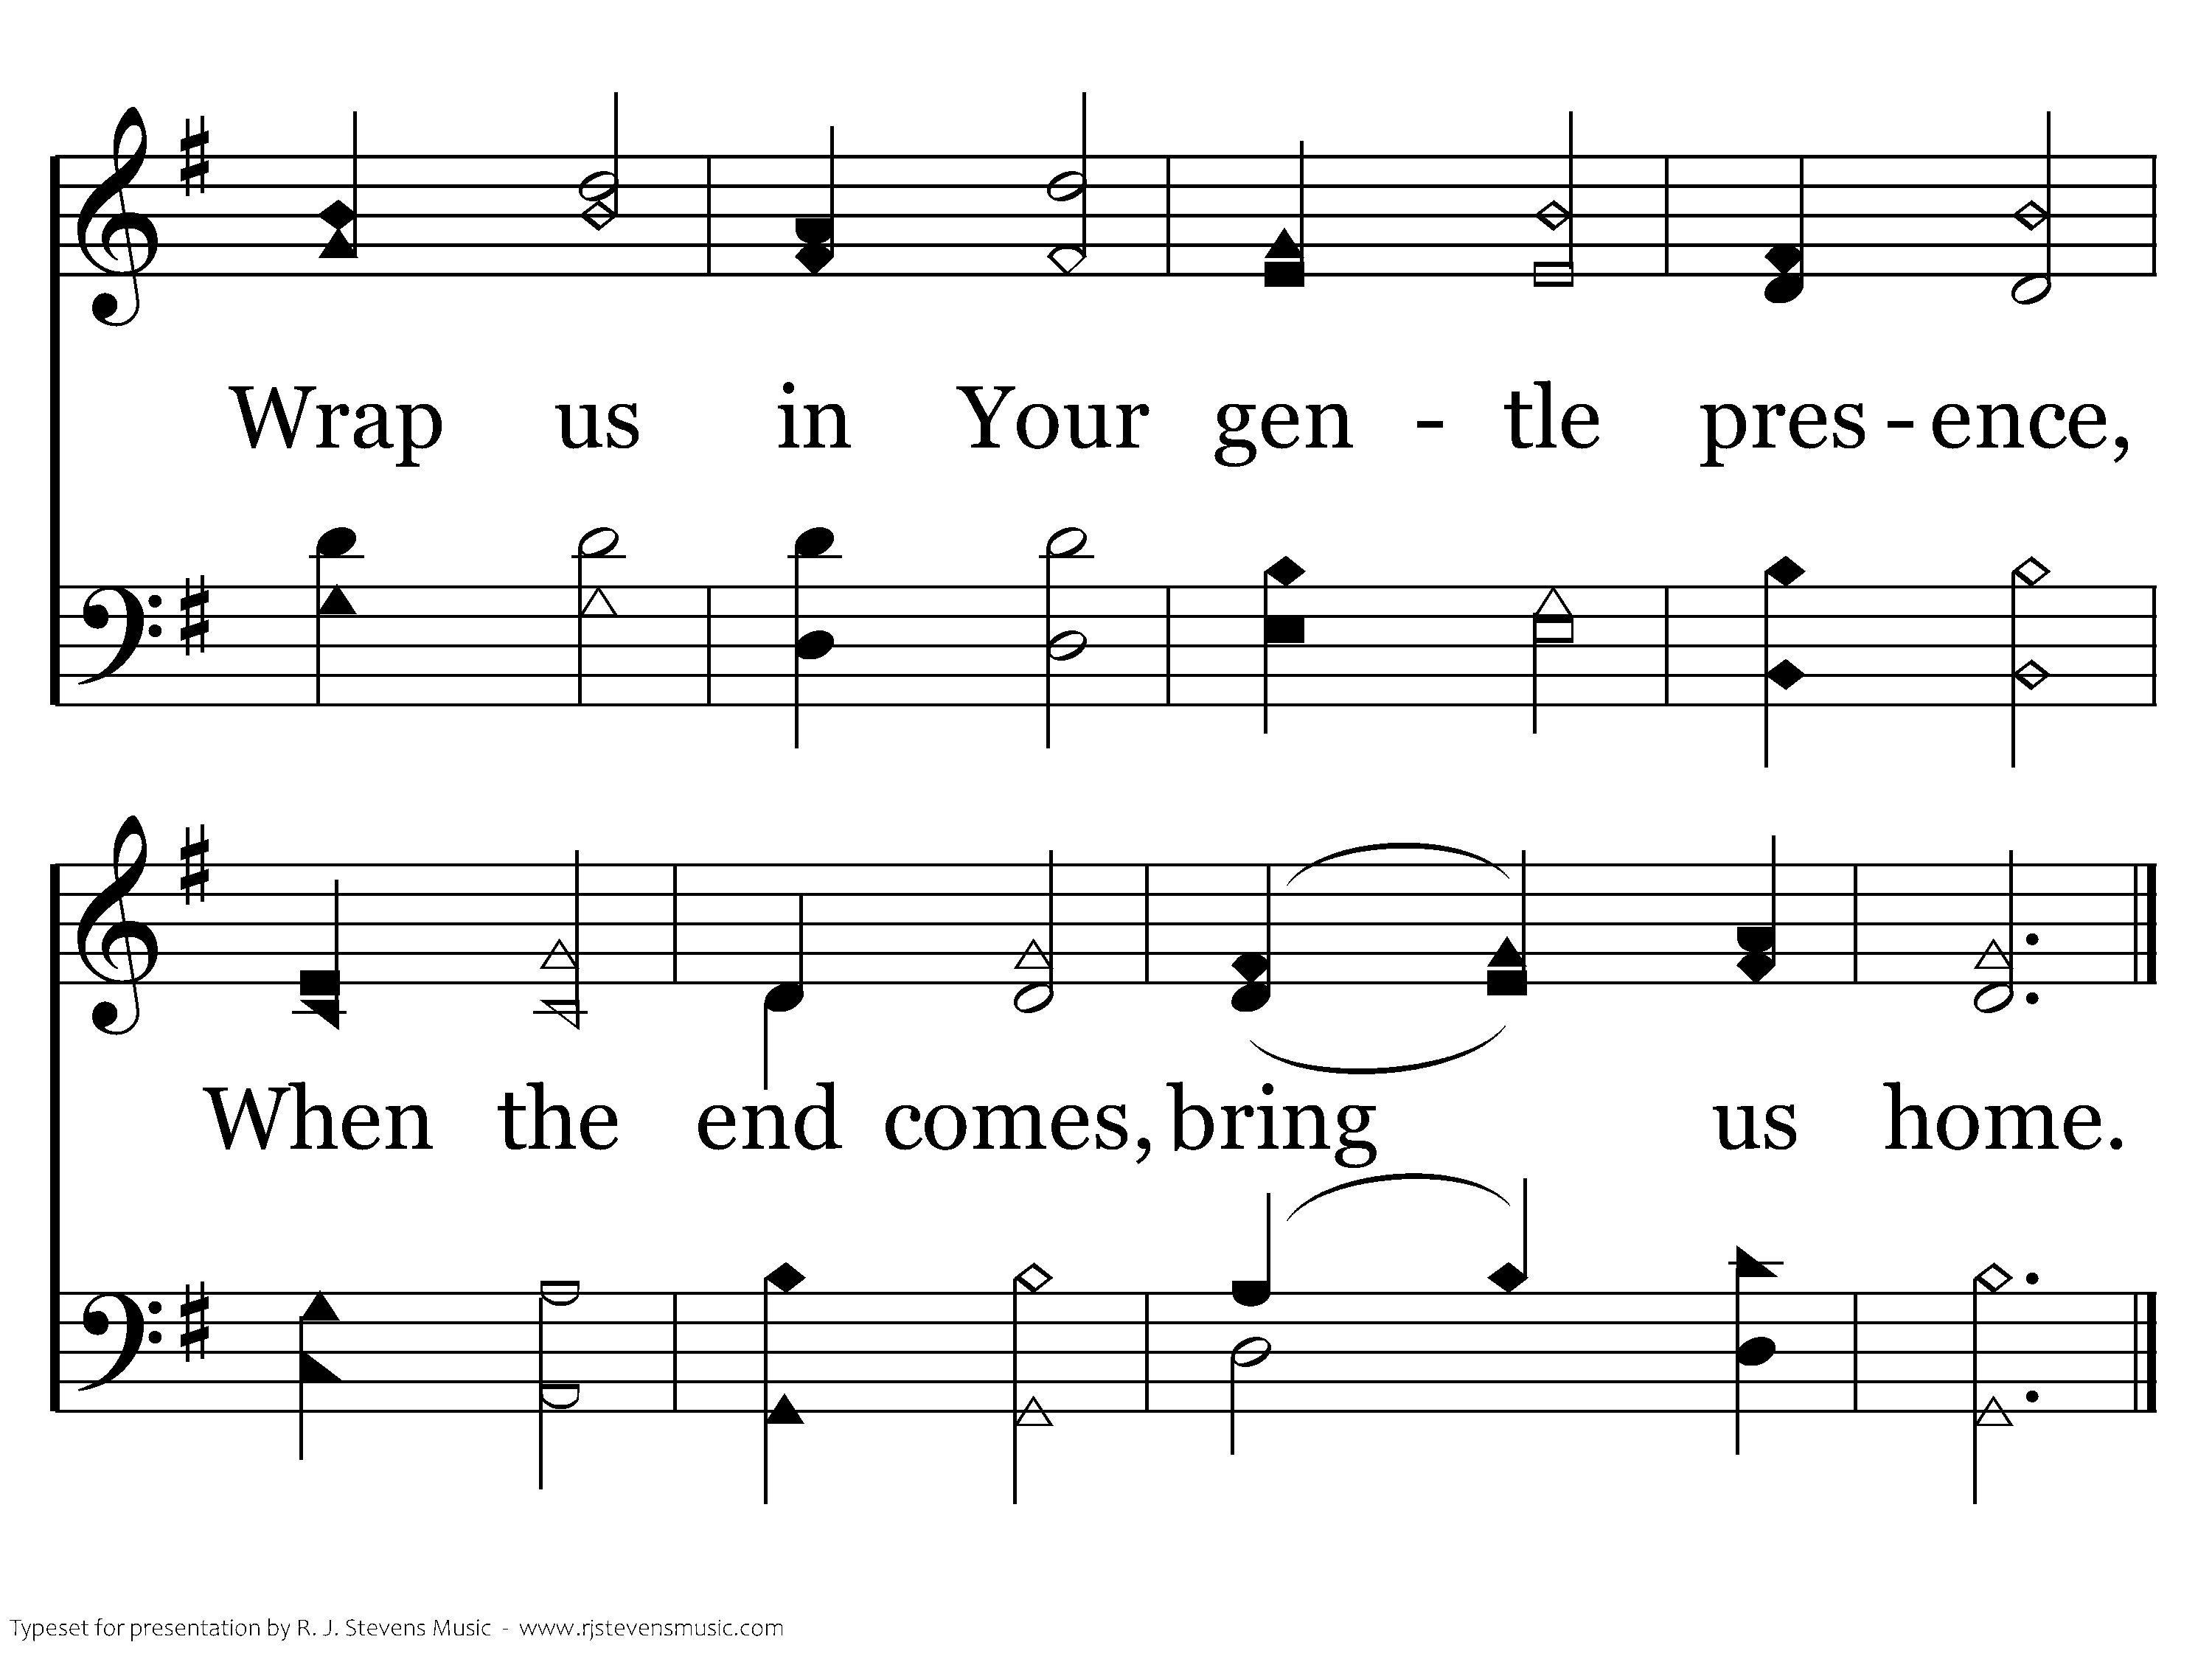 Wrap us in Your gen - tle pres - ence,
When the end comes, bring us home.
Typeset for presentation by R. J. Stevens Music - www.rjstevensmusic.com